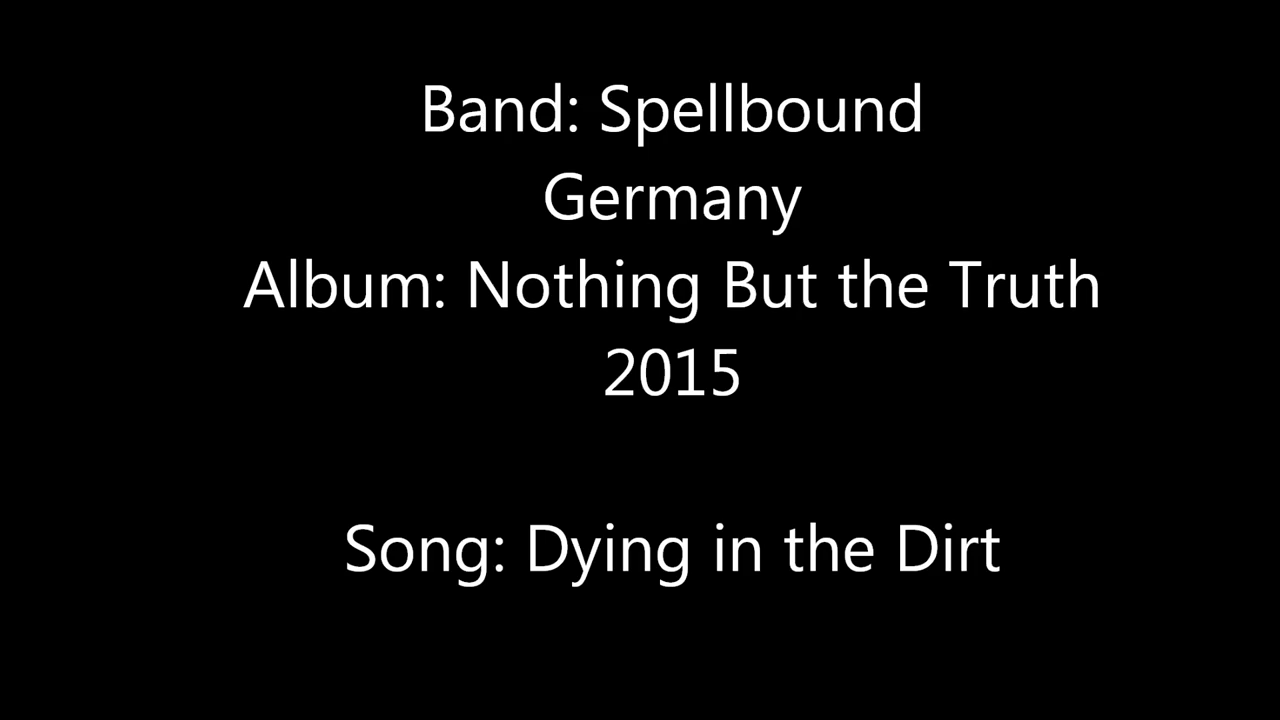 Band: Spellbound
Germany
Album: Nothing But the Truth
2015
Song: Dying in the Dirt